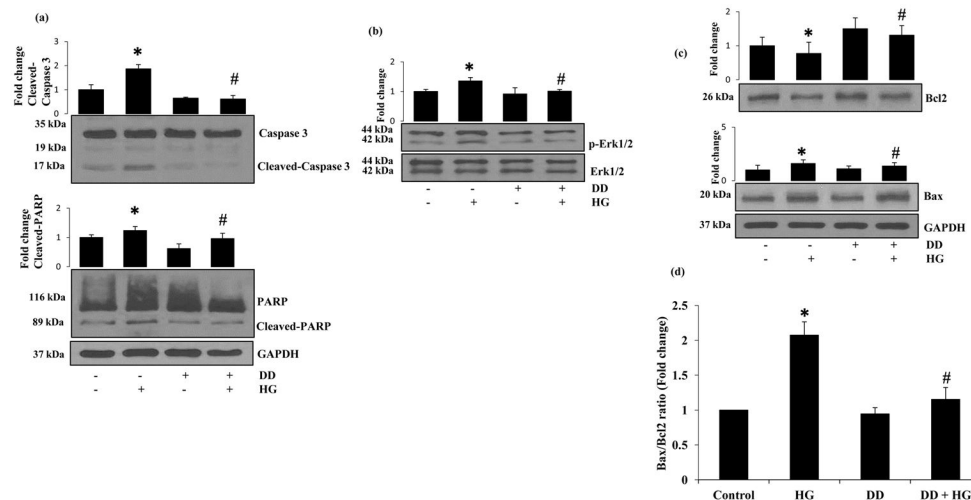 (a)
Fold change
Cleaved-
Caspase 3
3
2
1
0
*
#
35 kDa
19 kDa
17 kDa
Caspase 3
Cleaved-Caspase 3
Fold change
Cleaved-PARP
2
1
0
*
#
116 kDa
89 kDa
37 kDa
PARP
Cleaved-PARP
GAPDH
- - + + DD
- + - + HG
(b)
Fold change
2
1
0
*
#
44 kDa
42 kDa
p-Erk1/2
44 kDa
42 kDa
Erk1/2
- - + + DD
- + - + HG
(c)
Fold change
2
1
0
*
#
26 kDa
Bcl2
Fold change
5
0
*
#
20 kDa
Bax
37 kDa
GAPDH
- - + + DD
- + - + HG
(d)
Bax/Bcl2 ratio (Fold change)
2.5
2
1.5
1
0.5
0
*
#
Control HG DD DD + HG